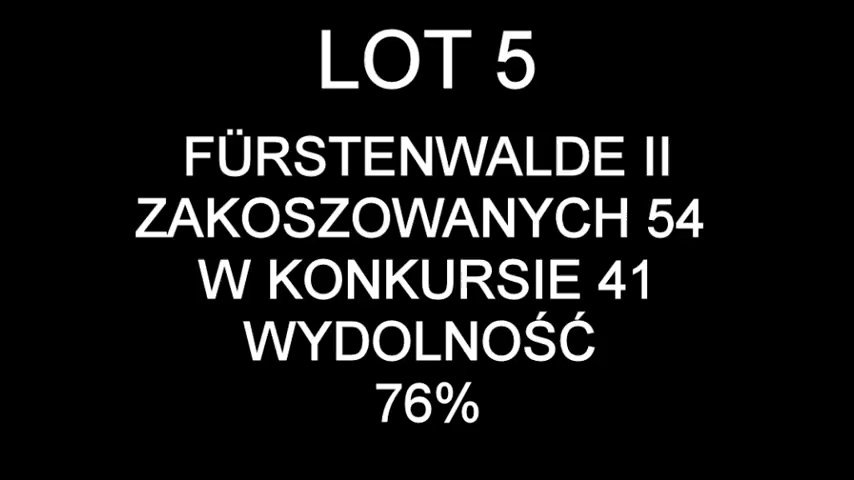 LOT 5
FÜRSTENWALDE II
ZAKOSZOWANYCH 54
W KONKURSIE 41
WYDOLNOŚĆ
76%